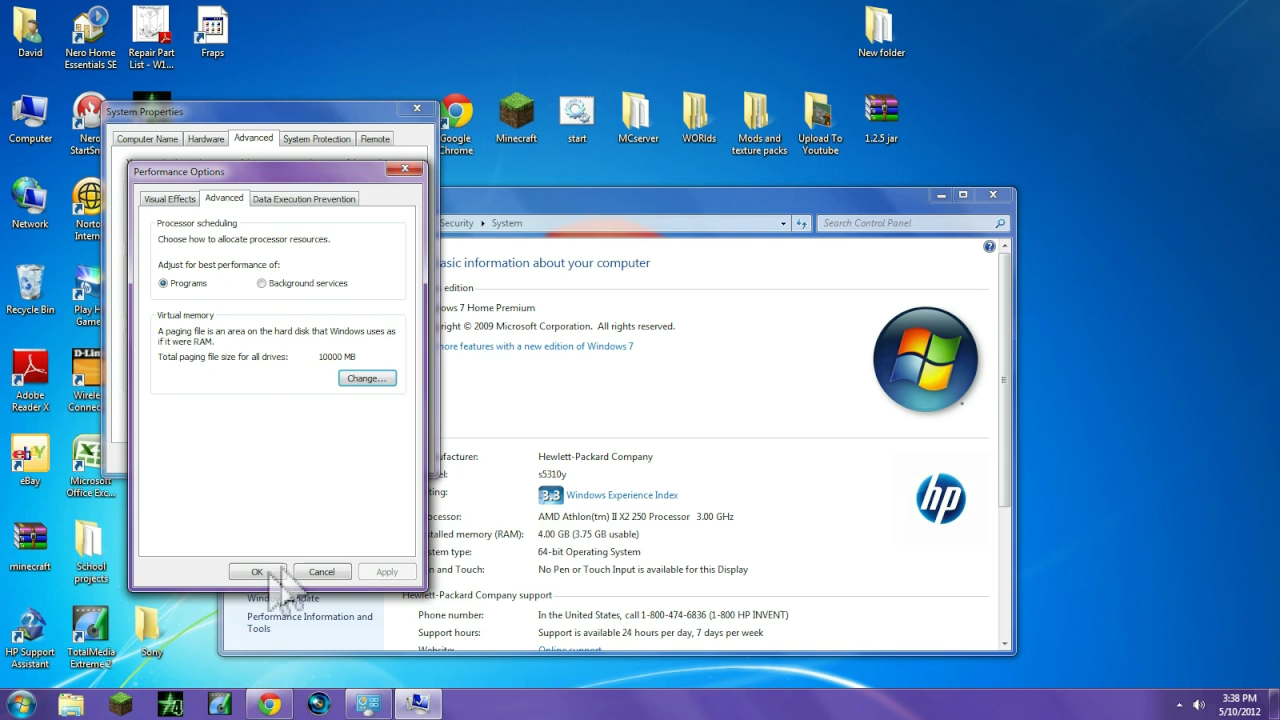 David
Nero Home
Essentials SE
Repair Part
List - W1...
Fraps
New folder
Computer
Nero
StartSm
Google
Chrome
Minecraft
start
MCserver
WORlds
Mods and
texture packs
Upload To
Youtube
1.2.5 jar
Network
Norto
Intern
Recycle Bin
Play H
Game
Adobe
Reader X
D-Lin
Wirele
Connec
eBay
Microsoft
Office Exc...
minecraft
School
projects
HP Support
Assistant
TotalMedia
Extreme 2
Sony
System Properties
Computer Name
Hardware
Advanced
System Protection
Remote
Performance Options
Visual Effects
Advanced
Data Execution Prevention
Processor scheduling
Choose how to allocate processor resources.
Adjust for best performance of:
Programs
Background services
Virtual memory
A paging file is an area on the hard disk that Windows uses as
if it were RAM.
Total paging file size for all drives: 10000 MB
Change...
OK
Cancel
Apply
Security
System
Search Control Panel
asic information about your computer
edition
ows 7 Home Premium
right © 2009 Microsoft Corporation. All rights reserved.
more features with a new edition of Windows 7
ufacturer: Hewlett-Packard Company
el: s5310y
ting: 3,3 Windows Experience Index
ocessor: AMD Athlon(tm) II X2 250 Processor 3.00 GHz
stalled memory (RAM): 4.00 GB (3.75 GB usable)
stem type: 64-bit Operating System
n and Touch: No Pen or Touch Input is available for this Display
Hewlett-Packard Company support
Phone number: In the United States, call 1-800-474-6836 (1-800 HP INVENT)
Support hours: Support is available 24 hours per day, 7 days per week
Website: Online support
Performance Information and
Tools
hp
3:38 PM
5/10/2012